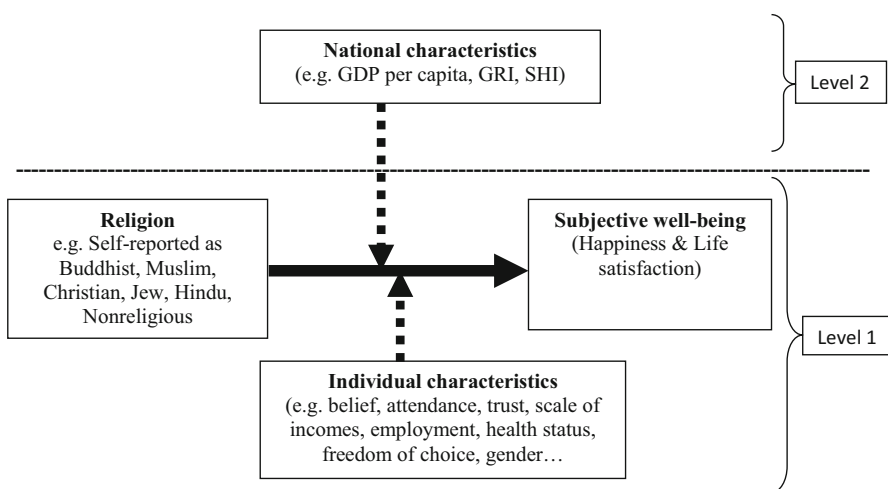 National characteristics
(e.g. GDP per capita, GRI, SHI)
Level 2
Religion
e.g. Self-reported as
Buddhist, Muslim,
Christian, Jew, Hindu,
Nonreligious
Subjective well-being
(Happiness & Life
satisfaction)
Level 1
Individual characteristics
(e.g. belief, attendance, trust, scale of
incomes, employment, health status,
freedom of choice, gender…